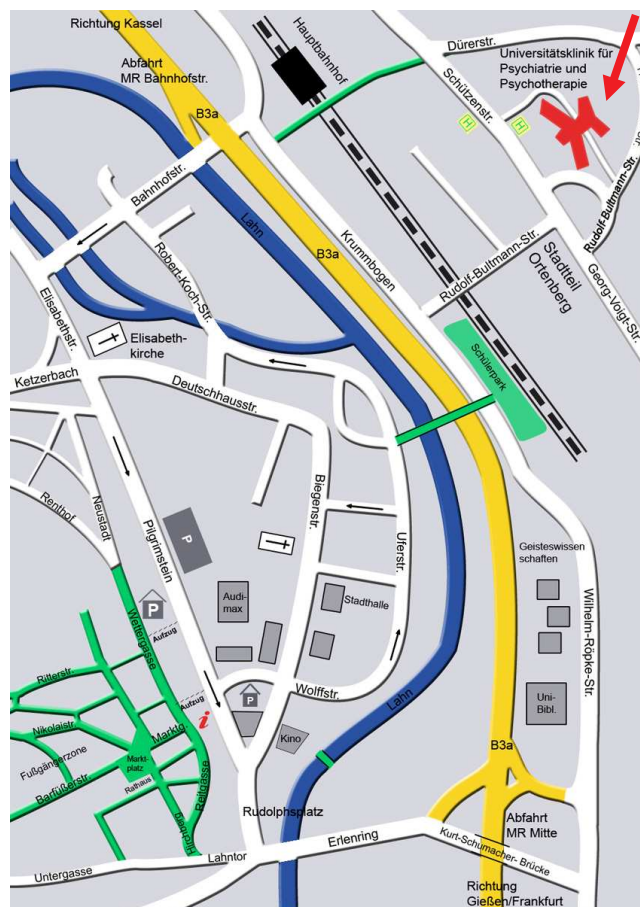 Richtung Kassel
Abfahrt
MR Bahnhofstr.
B3a
Hauptbahnhof
Dürerstr.
Universitätsklinik für
Psychiatrie und
Psychotherapie
Schützenstr.
H
H
Bahnhofstr.
Lahn
B3a
Krummbogen
Rudolf-Bultmann-Str.
Rudolf-Bultmann-Str.
Stadtteil
Ortenberg
Georg-Voigt-Str.
Robert-Koch-Str.
Elisabethstr.
Elisabeth-
kirche
Ketzerbach
Deutschhausstr.
Schülerpark
Renthof
Neustadt
Pilgrimstein
P
Biegenstr.
Uferstr.
Geisteswissen
schaften
Wilhelm-Röpke-Str.
P
Audi-
max
Stadthalle
Wettergasse
Aufzug
Ritterstr.
Aufzug
Wolffstr.
Lahn
P
i
Nikolaistr.
Marktg.
Kino
Uni-
Bibl.
Fußgängerzone
Markt-
platz
Barfüßerstr.
Rathaus
Reitgasse
Hirchberg
B3a
Rudolphsplatz
Abfahrt
MR Mitte
Erlenring
Kurt-Schumacher- Brücke
Lahntor
Untergasse
Richtung
Gießen/Frankfurt